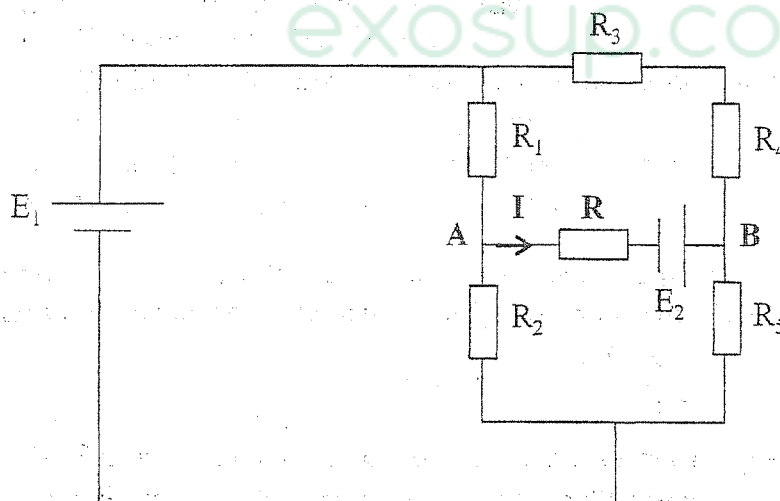 exosup.co
R₃
R₁
R₄
E₁
I
R
A
B
E₂
R₂
R₅